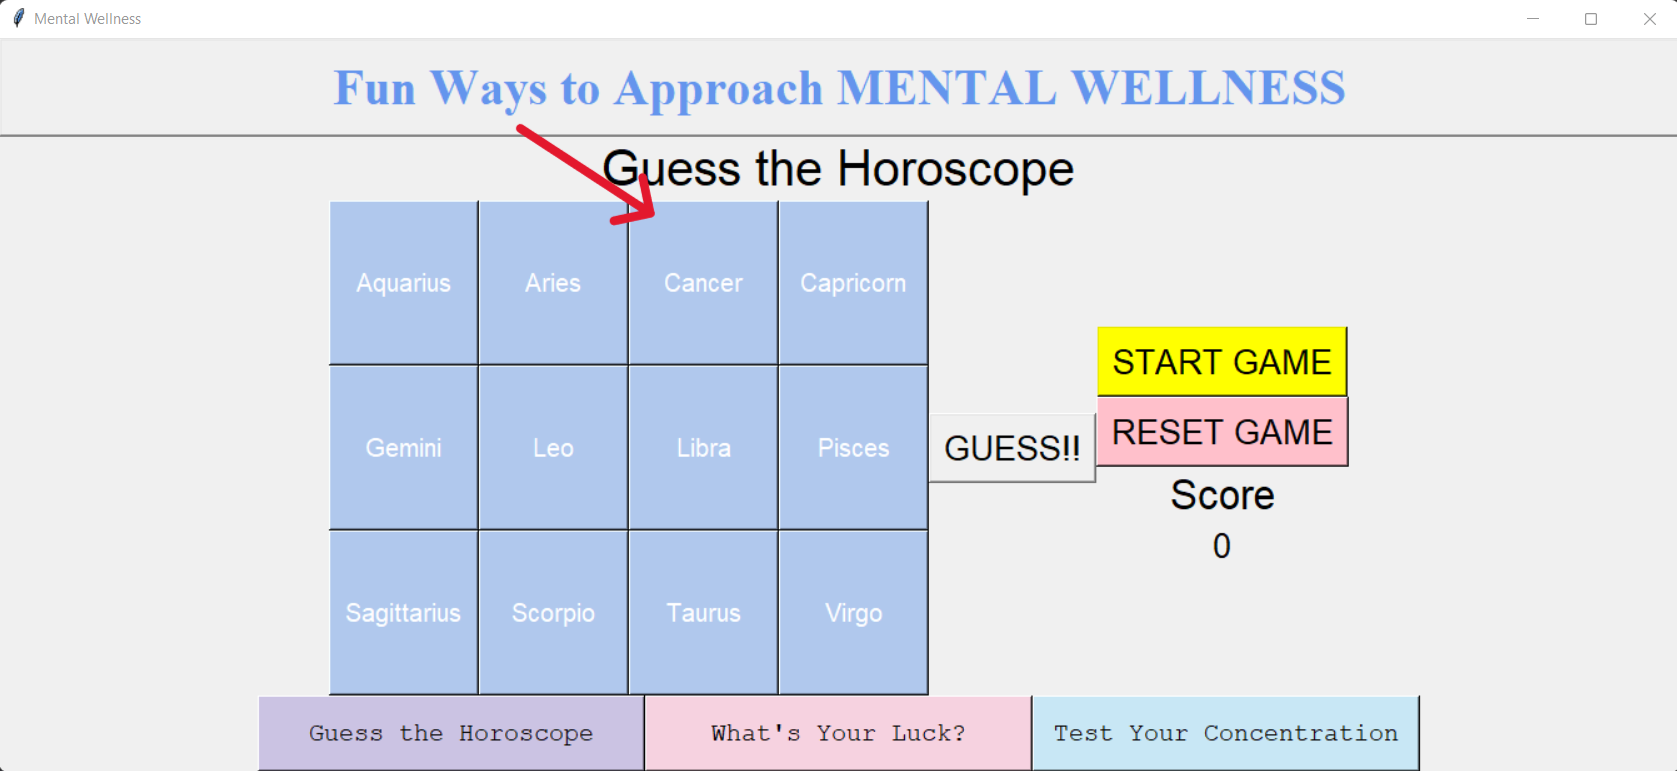 Mental Wellness
Fun Ways to Approach MENTAL WELLNESS
Guess the Horoscope
Aquarius Aries Cancer Capricorn
START GAME
Gemini Leo Libra Pisces GUESS!! RESET GAME
Score
0
Sagittarius Scorpio Taurus Virgo
Guess the Horoscope What's Your Luck? Test Your Concentration